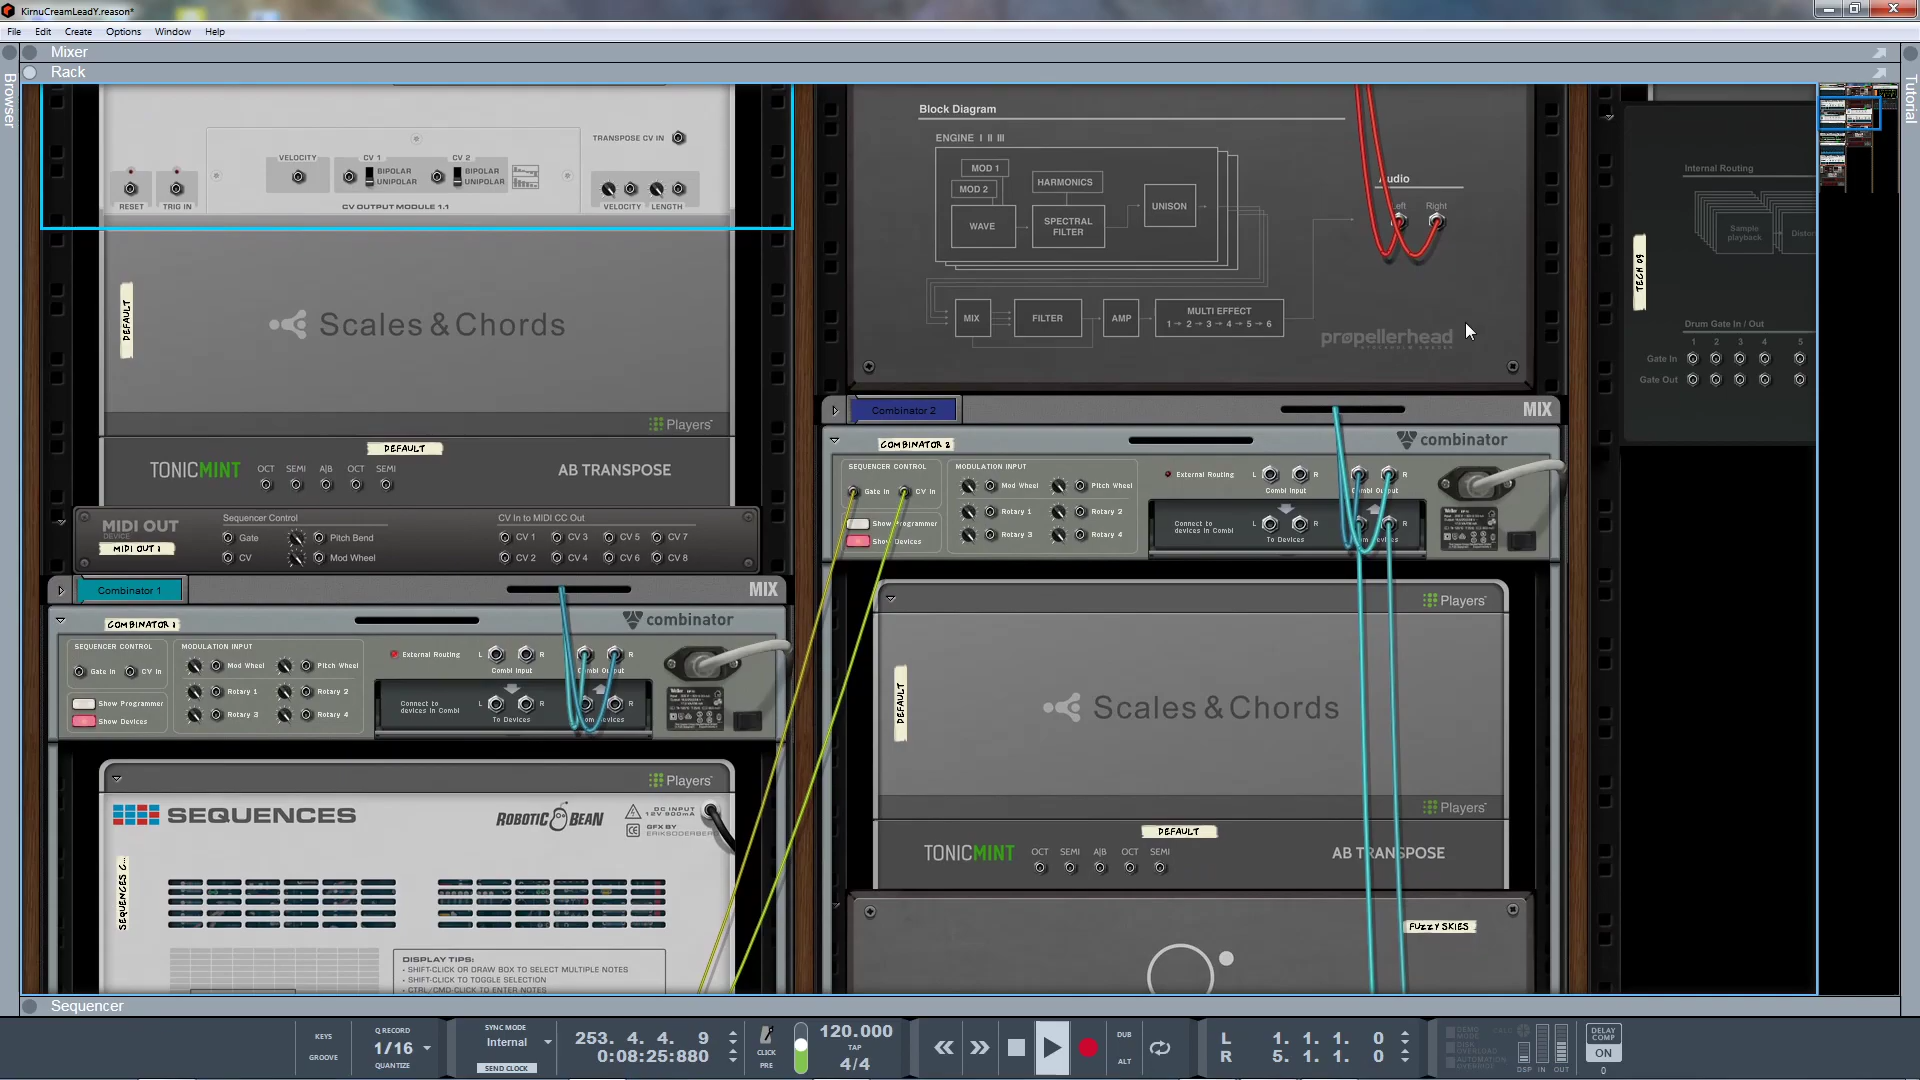 KirnuCreamLeadY.reason*
File Edit Create Options Window Help
Mixer
Rack
Browser
Tutorial
TRANSPOSE CV IN
VELOCITY
CV 1
CV 2
BIPOLAR
UNIPOLAR
BIPOLAR
UNIPOLAR
RESET
TRIG IN
CV OUTPUT MODULE 1.1
VELOCITY
LENGTH
DEFAULT
Scales & Chords
Players
DEFAULT
TONICMINT
OCT SEMI A|B OCT SEMI
AB TRANSPOSE
MIDI OUT
DEVICE
MIDI OUT 1
Sequencer Control
Gate
CV
Pitch Bend
Mod Wheel
CV In to MIDI CC Out
CV 1 CV 3 CV 5 CV 7
CV 2 CV 4 CV 6 CV 8
Combinator 1
MIX
COMBINATOR 1
combinator
SEQUENCER CONTROL
Gate In CV In
Show Programmer
Show Devices
MODULATION INPUT
Mod Wheel Pitch Wheel
Rotary 1 Rotary 2
Rotary 3 Rotary 4
External Routing
L R
Combi Input
Combi Output
R
Connect to
devices in Combi
L R
To Devices
R
Players
SEQUENCES
ROBOTIC BEAN
DC INPUT
12V 800mA
GFX BY
ERIKSODERBERG
SEQUENCES C...
DISPLAY TIPS:
• SHIFT-CLICK OR DRAW BOX TO SELECT MULTIPLE NOTES
• SHIFT-CLICK TO TOGGLE SELECTION
• CTRL/CMD-CLICK TO ENTER NOTES
Block Diagram
ENGINE I II III
MOD 1
MOD 2
WAVE
HARMONICS
SPECTRAL
FILTER
UNISON
MIX
FILTER
AMP
MULTI EFFECT
1→ 2→ 3→ 4→ 5→ 6
Audio
Left Right
propellerhead
Combinator 2
MIX
COMBINATOR 2
combinator
SEQUENCER CONTROL
Gate In CV In
Show Programmer
Show Devices
MODULATION INPUT
Mod Wheel Pitch Wheel
Rotary 1 Rotary 2
Rotary 3 Rotary 4
External Routing
L R
Combi Input
Combi Output
R
Connect to
devices in Combi
L R
To Devices
R
Players
DEFAULT
Scales & Chords
Players
DEFAULT
TONICMINT
OCT SEMI A|B OCT SEMI
AB TRANSPOSE
FUZZY SKIES
Internal Routing
Sample
playback
TECH 09
Drum Gate In / Out
1 2 3 4 5
Gate In
Gate Out
Sequencer
KEYS
GROOVE
Q RECORD
1/16
QUANTIZE
SYNC MODE
Internal
SEND CLOCK
253. 4. 4. 9
0:08:25:880
CLICK
PRE
120.000
TAP
4/4
DUB
ALT
L 1. 1. 1. 0
R 5. 1. 1. 0
DSP IN OUT
DELAY
COMP
ON
0